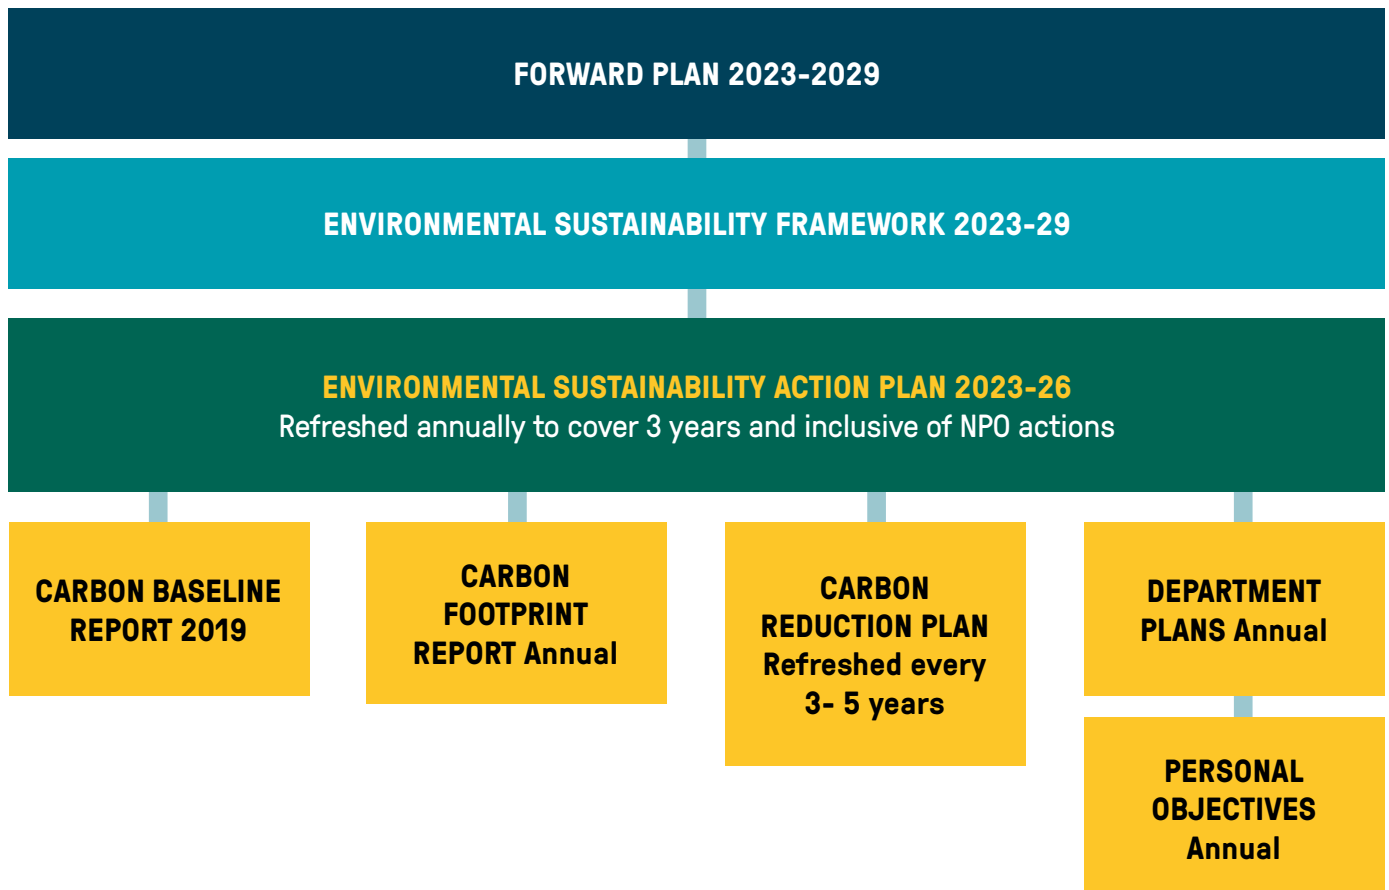 FORWARD PLAN 2023-2029
ENVIRONMENTAL SUSTAINABILITY FRAMEWORK 2023-29
ENVIRONMENTAL SUSTAINABILITY ACTION PLAN 2023-26
Refreshed annually to cover 3 years and inclusive of NPO actions
CARBON BASELINE
REPORT 2019
CARBON
FOOTPRINT
REPORT Annual
CARBON
REDUCTION PLAN
Refreshed every
3- 5 years
DEPARTMENT
PLANS Annual
PERSONAL
OBJECTIVES
Annual